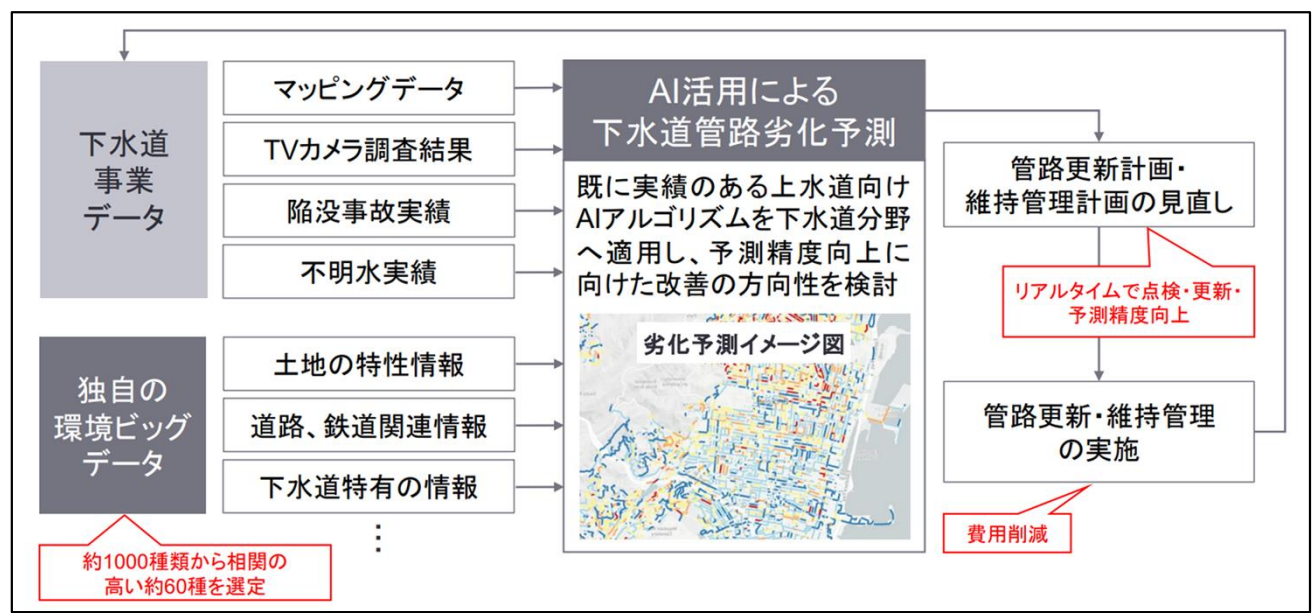 下水道
事業
データ
マッピングデータ
TVカメラ調査結果
陥没事故実績
不明水実績
独自の
環境ビッグ
データ
約1000種類から相関の
高い約60種を選定
土地の特性情報
道路、鉄道関連情報
下水道特有の情報
⋮
AI活用による
下水道管路劣化予測
既に実績のある上水道向け
AIアルゴリズムを下水道分野
へ適用し、予測精度向上に
向けた改善の方向性を検討
劣化予測イメージ図
管路更新計画・
維持管理計画の見直し
リアルタイムで点検・更新・
予測精度向上
管路更新・維持管理
の実施
費用削減